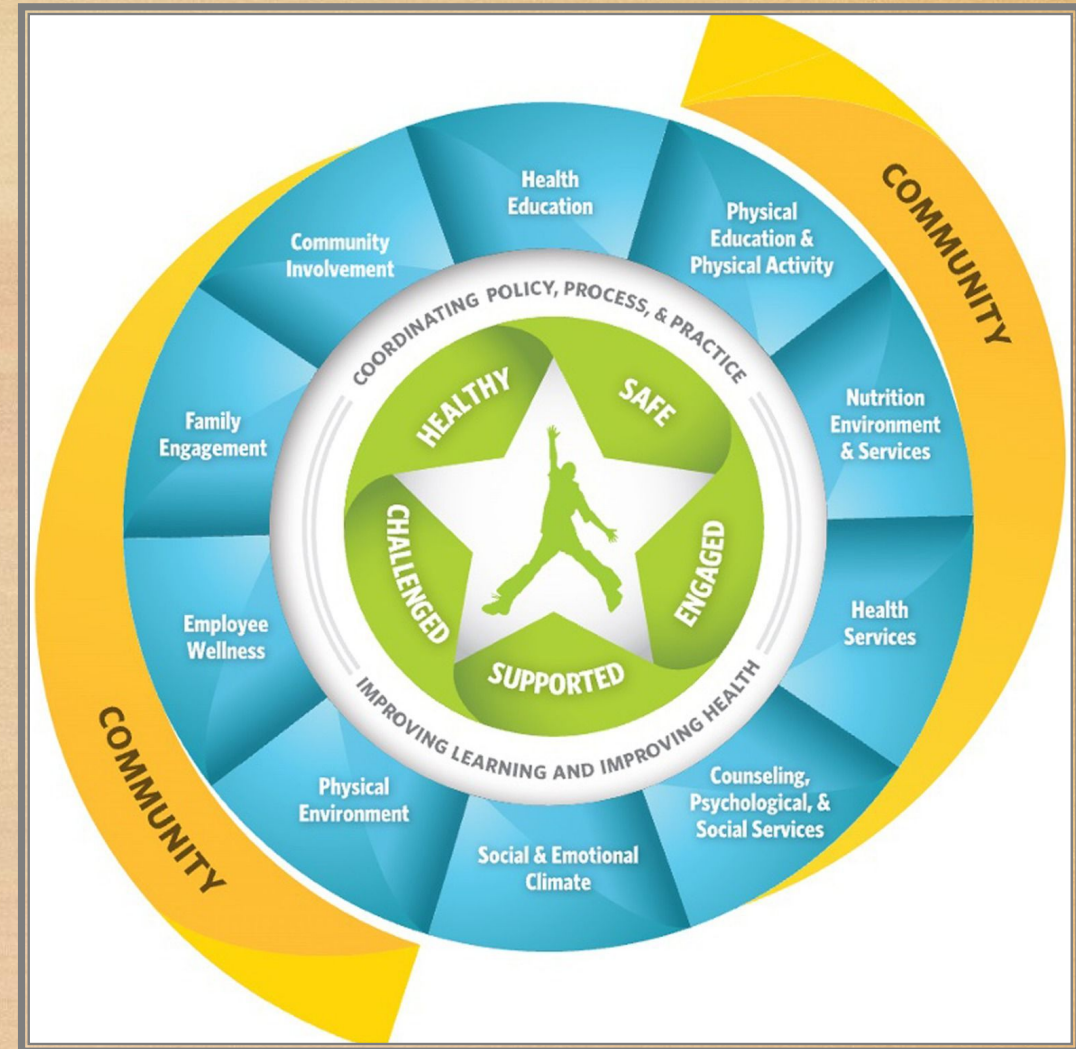 COMMUNITY
Health
Education
Physical
Education &
Physical Activity
Nutrition
Environment
& Services
Health
Services
Counseling,
Psychological, &
Social Services
Social & Emotional
Climate
Physical
Environment
Employee
Wellness
Family
Engagement
Community
Involvement
COORDINATING POLICY, PROCESS, & PRACTICE
IMPROVING LEARNING AND IMPROVING HEALTH
HEALTHY
SAFE
ENGAGED
SUPPORTED
CHALLENGED
COMMUNITY